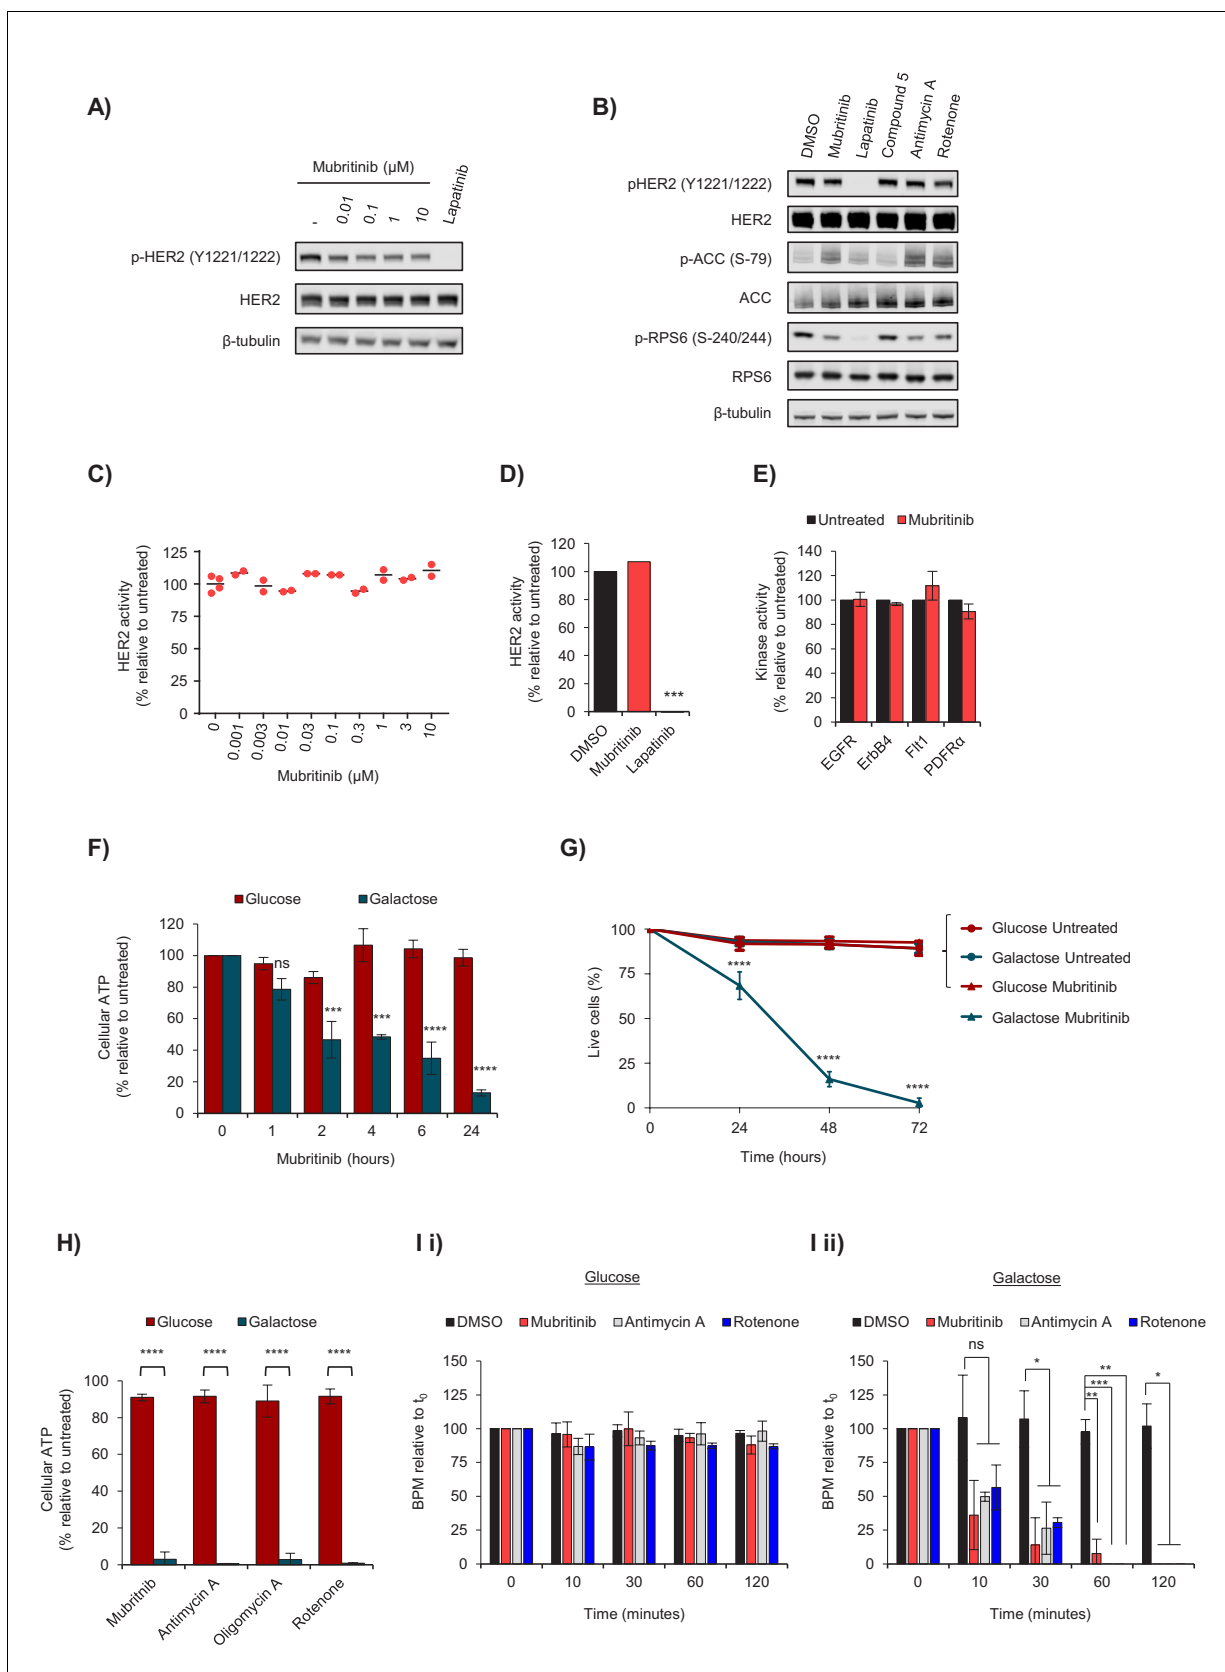 A)
Mubritinib (µM)
- 0.01 0.1 1 10 Lapatinib
p-HER2 (Y1221/1222)
HER2
β-tubulin
B)
DMSO Mubritinib Lapatinib Compound 5 Antimycin A Rotenone
pHER2 (Y1221/1222)
HER2
p-ACC (S-79)
ACC
p-RPS6 (S-240/244)
RPS6
β-tubulin
C)
HER2 activity
(% relative to untreated)
125
100
75
50
25
0
0 0.001 0.003 0.01 0.03 0.1 0.3 1 3 10
Mubritinib (µM)
D)
HER2 activity
(% relative to untreated)
120
100
80
60
40
20
0
***
DMSO Mubritinib Lapatinib
E)
Untreated Mubritinib
Kinase activity
(% relative to untreated)
140
120
100
80
60
40
20
0
EGFR ErbB4 Flt1 PDFRα
F)
Glucose Galactose
Cellular ATP
(% relative to untreated)
120
100
80
60
40
20
0
ns *** *** **** ****
0 1 2 4 6 24
Mubritinib (hours)
G)
Live cells (%)
100
75
50
25
0
**** **** ****
0 24 48 72
Time (hours)
Glucose Untreated
Galactose Untreated
Glucose Mubritinib
Galactose Mubritinib
H)
Glucose Galactose
**** **** **** ****
Cellular ATP
(% relative to untreated)
100
80
60
40
20
0
Mubritnib Antimycin A Oligomycin A Rotenone
I i)
Glucose
DMSO Mubritinib Antimycin A Rotenone
BPM relative to t0
150
125
100
75
50
25
0
0 10 30 60 120
Time (minutes)
I ii)
Galactose
DMSO Mubritinib Antimycin A Rotenone
BPM relative to t0
150
125
100
75
50
25
0
ns * ** *** ** *
0 10 30 60 120
Time (minutes)